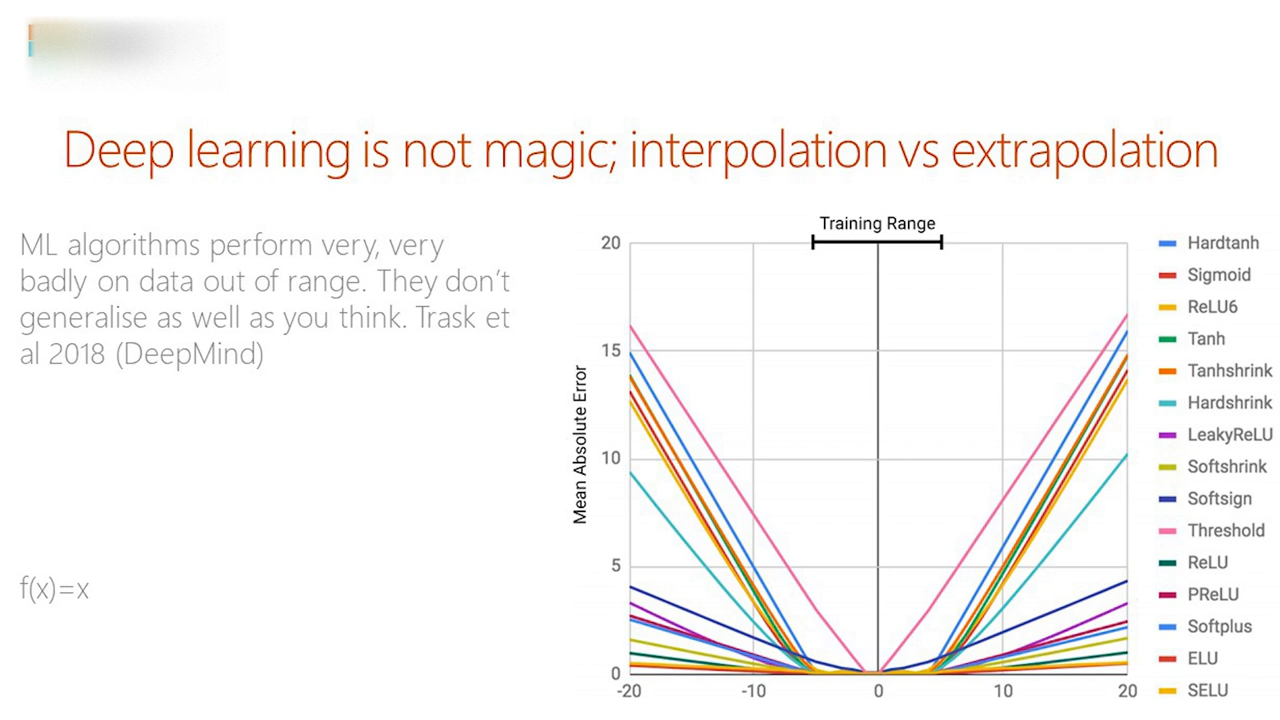 Deep learning is not magic; interpolation vs extrapolation
ML algorithms perform very, very
badly on data out of range. They don't
generalise as well as you think. Trask et
al 2018 (DeepMind)
f(x)=x
Training Range
Mean Absolute Error
20
15
10
5
0
-20
-10
0
10
20
Hardtanh
Sigmoid
ReLU6
Tanh
Tanhshrink
Hardshrink
LeakyReLU
Softshrink
Softsign
Threshold
ReLU
PReLU
Softplus
ELU
SELU